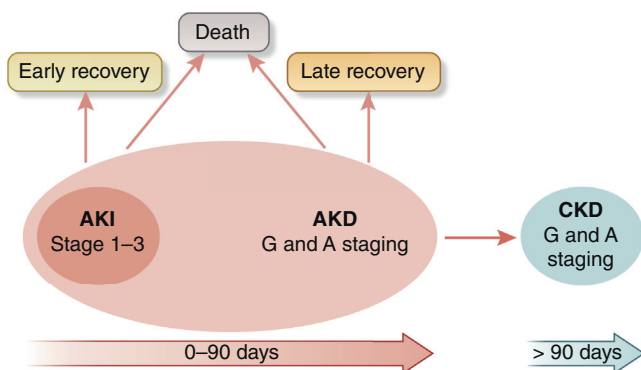 Death
Early recovery
Late recovery
AKI
Stage 1–3
AKD
G and A staging
CKD
G and A
staging
0–90 days
> 90 days